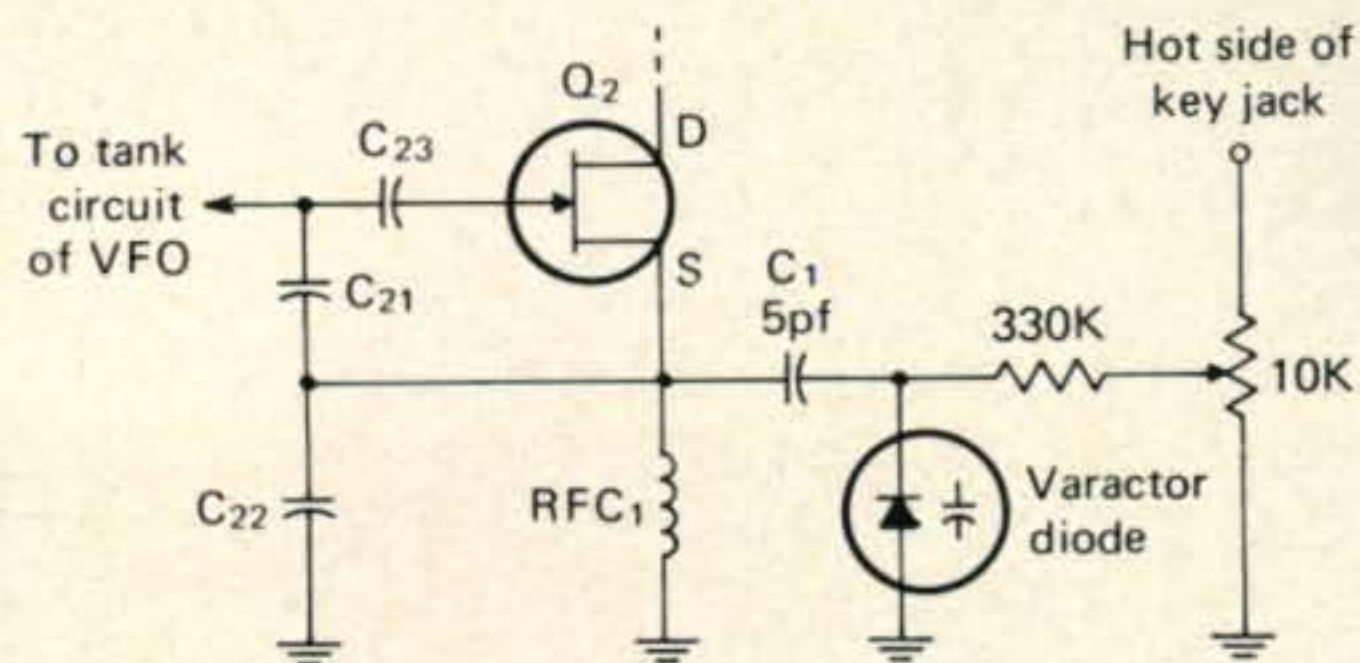 Hot side of
key jack
Q2
D
To tank
circuit
of VFO
C23
S
C21
C1
5pf
330K
10K
C22
RFC1
Varactor
diode